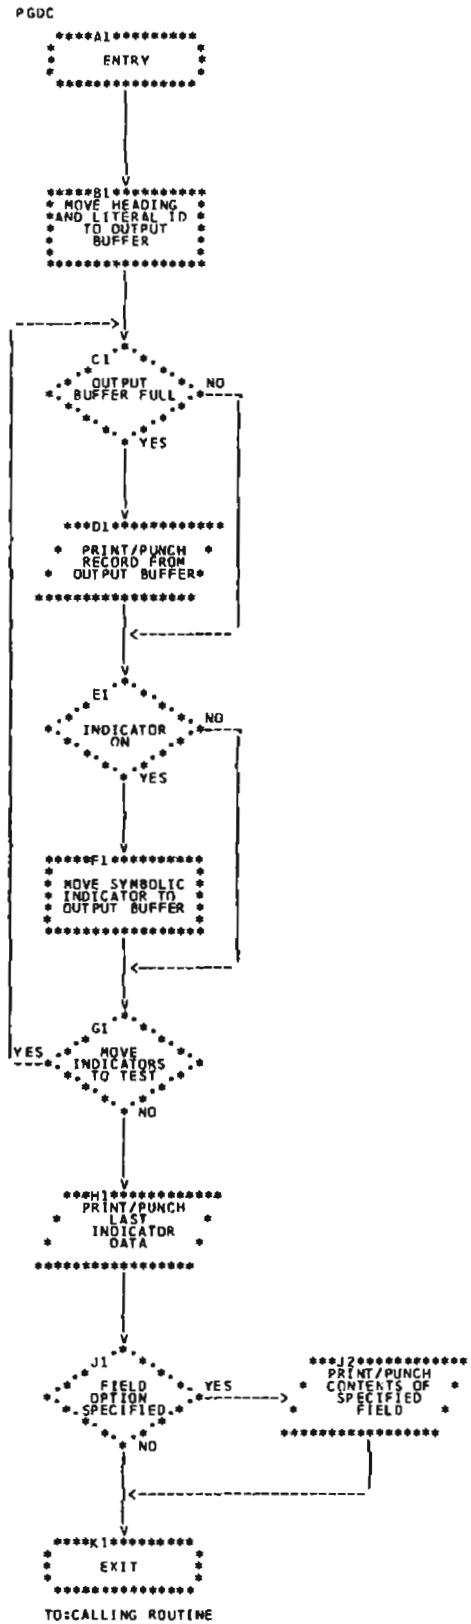 PGDC
A1
ENTRY
B1
MOVE HEADING
AND LITERAL ID
TO OUTPUT
BUFFER
C1
OUTPUT
BUFFER FULL
NO
YES
D1
PRINT/PUNCH
RECORD FROM
OUTPUT BUFFER
E1
INDICATOR
ON
NO
YES
F1
MOVE SYMBOLIC
INDICATOR TO
OUTPUT BUFFER
G1
MOVE
INDICATORS
TO TEST
YES
NO
H1
PRINT/PUNCH
LAST
INDICATOR
DATA
J1
FIELD
OPTION
SPECIFIED
YES
NO
J2
PRINT/PUNCH
CONTENTS OF
SPECIFIED
FIELD
K1
EXIT
TO:CALLING ROUTINE